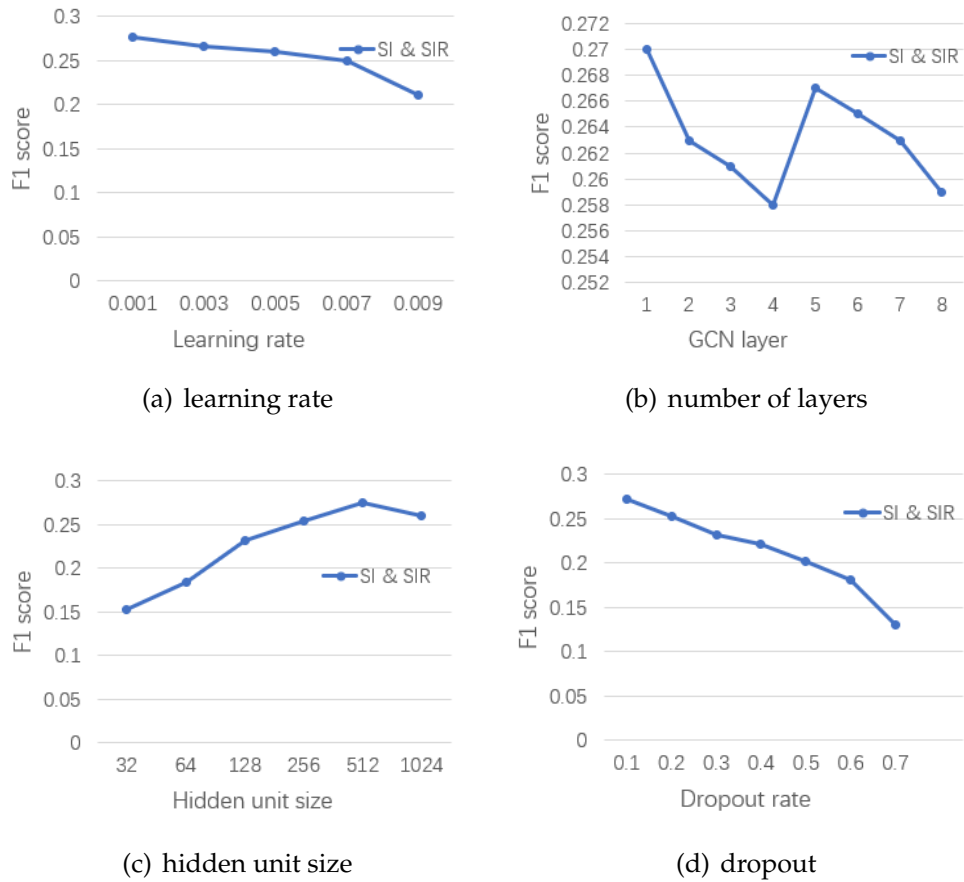 0.3
0.25
0.2
0.15
0.1
0.05
0
F1 score
SI & SIR
0.001 0.003 0.005 0.007 0.009
Learning rate
(a) learning rate
0.272
0.27
0.268
0.266
0.264
0.262
0.26
0.258
0.256
0.254
0.252
F1 score
SI & SIR
1 2 3 4 5 6 7 8
GCN layer
(b) number of layers
0.3
0.25
0.2
0.15
0.1
0.05
0
F1 score
SI & SIR
32 64 128 256 512 1024
Hidden unit size
(c) hidden unit size
0.3
0.25
0.2
0.15
0.1
0.05
0
F1 score
SI & SIR
0.1 0.2 0.3 0.4 0.5 0.6 0.7
Dropout rate
(d) dropout